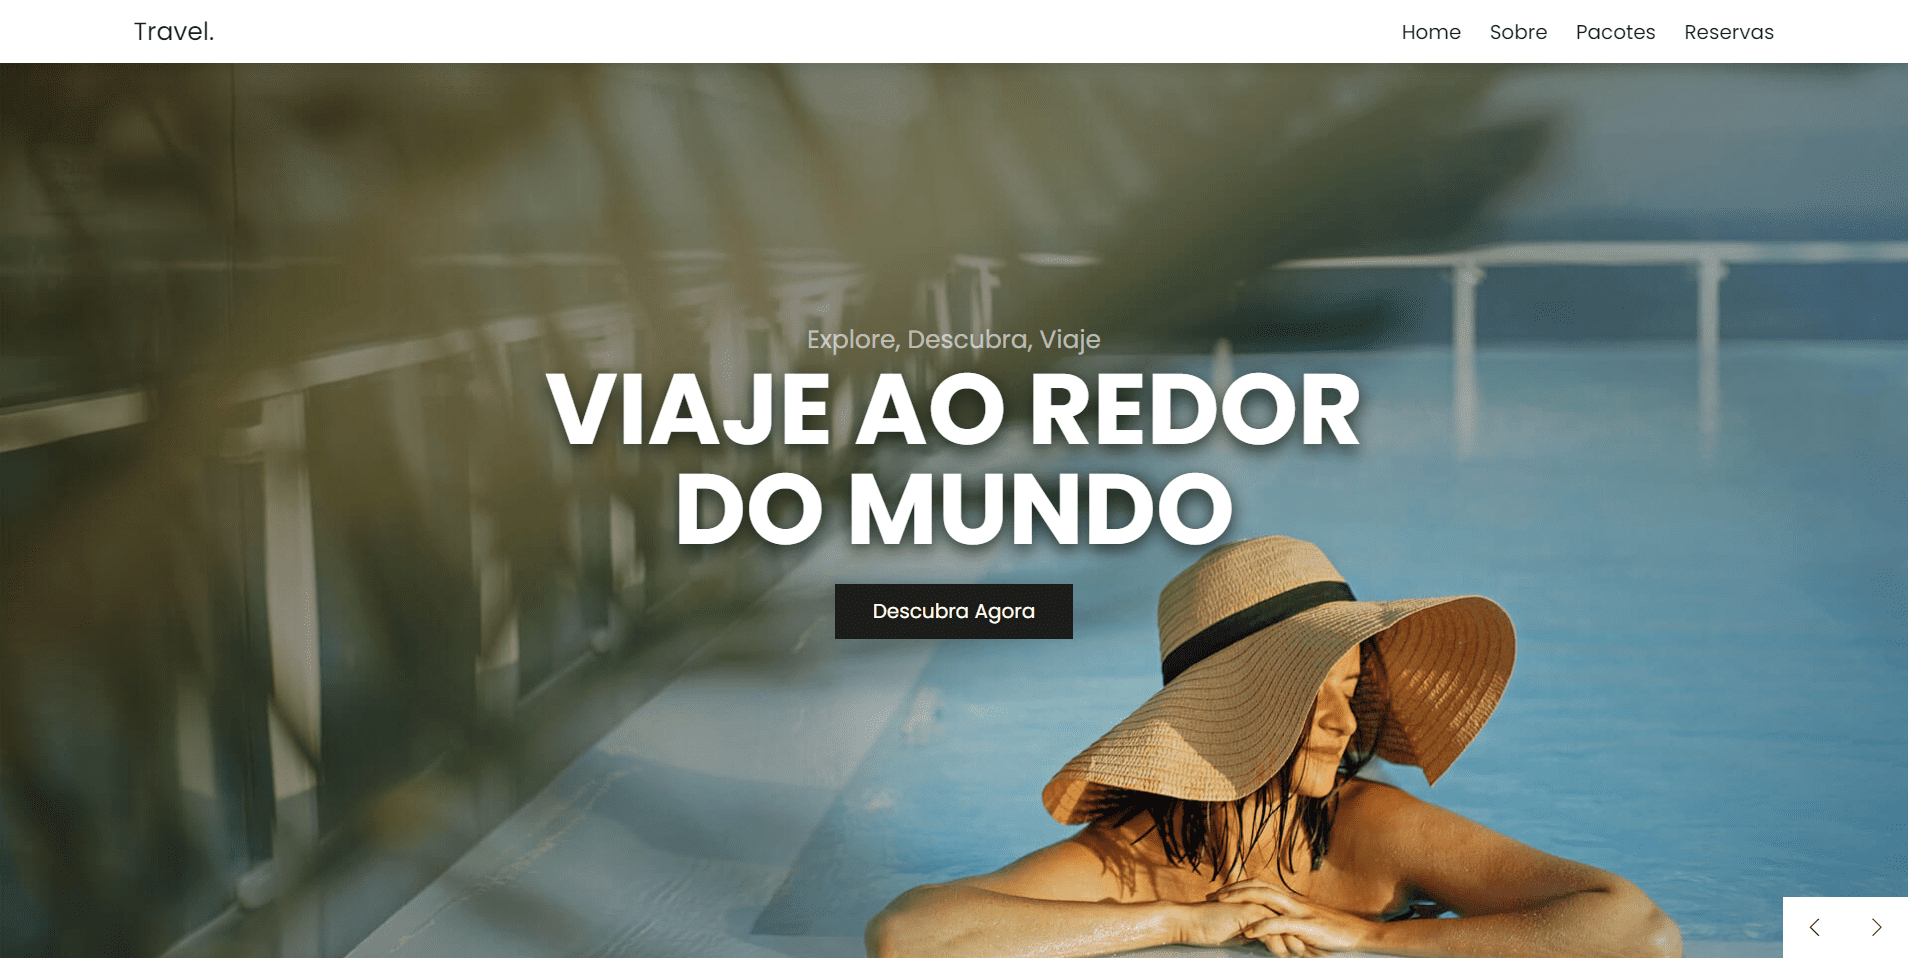 Travel.
Home Sobre Pacotes Reservas
Explore, Descubra, Viaje
VIAJE AO REDOR
DO MUNDO
Descubra Agora